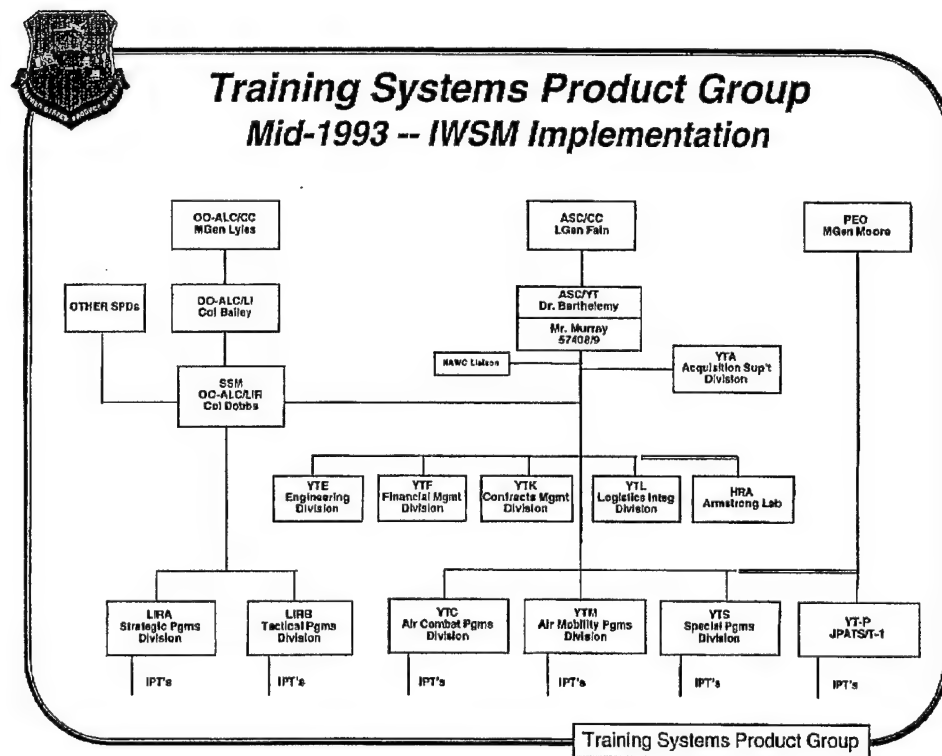 Training Systems Product Group
Mid-1993 -- IWSM Implementation
OO-ALC/CC
MGen Lyles
ASC/CC
LGen Fain
PEO
MGen Moore
OTHER SPDs
OO-ALC/LI
Col Bailey
ASC/YT
Dr. Barthelemy
Mr. Murray
57408/9
NAWC Liaison
YTA
Acquisition Sup't
Division
SSM
OO-ALC/LIR
Col Dobbs
YTE
Engineering
Division
YTF
Financial Mgmt
Division
YTK
Contracts Mgmt
Division
YTL
Logistics Integ
Division
HRA
Armstrong Lab
LIRA
Strategic Pgms
Division
LIRB
Tactical Pgms
Division
YTC
Air Combat Pgms
Division
YTM
Air Mobility Pgms
Division
YTS
Special Pgms
Division
YT-P
JPATS/T-1
IPT's
IPT's
IPT's
IPT's
IPT's
IPT's
Training Systems Product Group